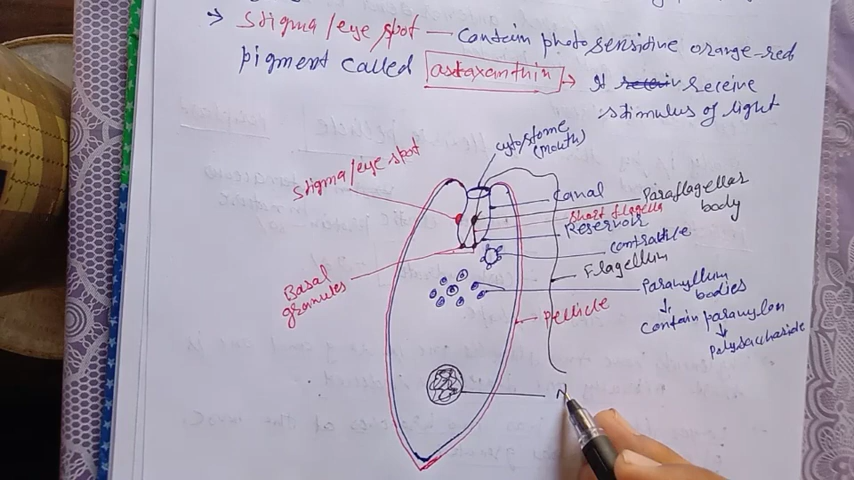 → Stigma/eye spot — Contain photosensitive orange-red
pigment called astaxanthin → It receive
stimulus of light
cytostome
(mouth)
Stigma/eye spot
Canal
Paraflagellar
body
Short flagella
Reservoir
contractile
Flagellum
Basal
granules
Paramyllum
bodies
↓
Contain paramylon
↓
Polysaccharide
Pellicle